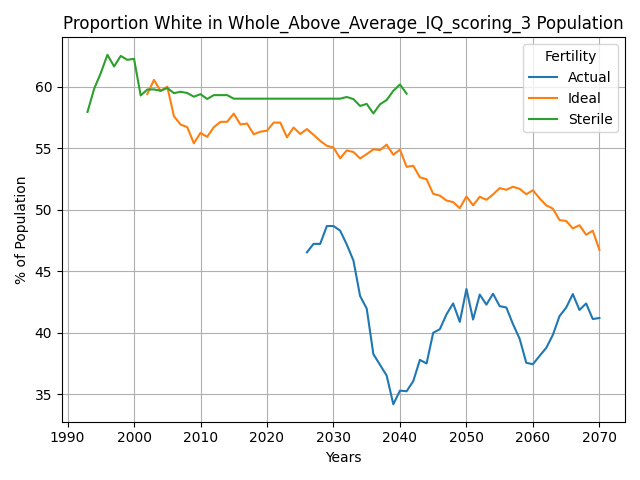 Proportion White in Whole_Above_Average_IQ_scoring_3 Population
Fertility
Actual
Ideal
Sterile
% of Population
60
55
50
45
40
35
1990
2000
2010
2020
2030
2040
2050
2060
2070
Years